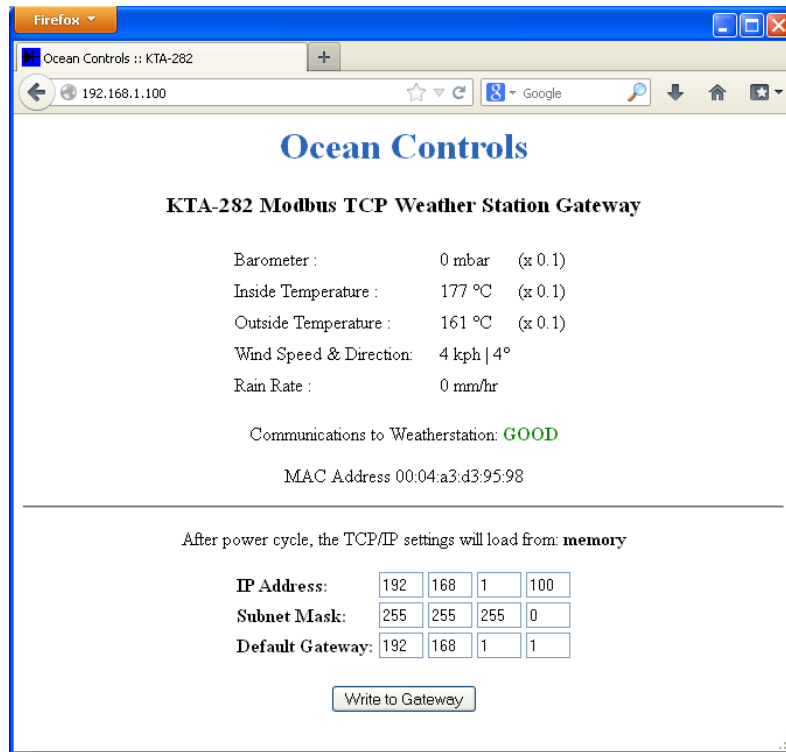 Firefox
Ocean Controls :: KTA-282
192.168.1.100 8 Google
Ocean Controls
KTA-282 Modbus TCP Weather Station Gateway
Barometer : 0 mbar (x 0.1)
Inside Temperature : 177 ºC (x 0.1)
Outside Temperature : 161 ºC (x 0.1)
Wind Speed & Direction: 4 kph | 4º
Rain Rate : 0 mm/hr
Communications to Weatherstation: GOOD
MAC Address 00:04:a3:d3:95:98
After power cycle, the TCP/IP settings will load from: memory
IP Address: 192 168 1 100
Subnet Mask: 255 255 255 0
Default Gateway: 192 168 1 1
Write to Gateway